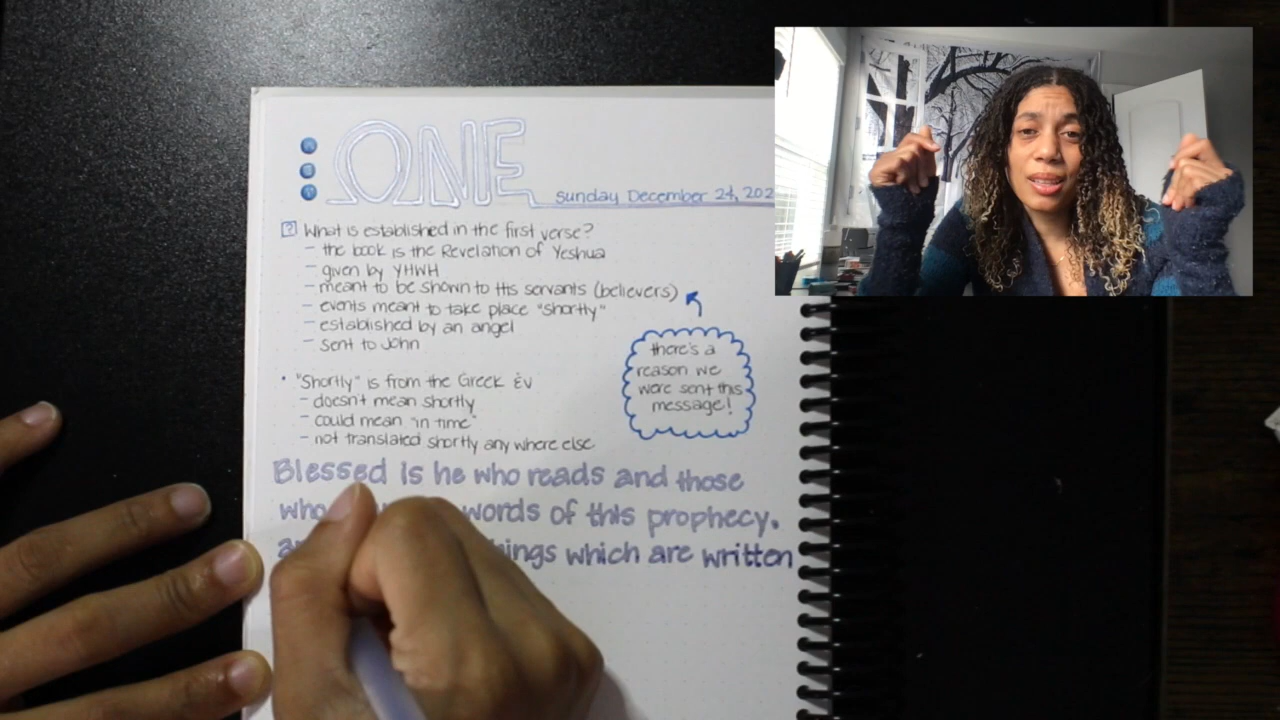 ONE
sunday December 24, 202
? What is established in the first verse?
- the book is the Revelation of Yeshua
- given by YHWH
- meant to be shown to His servants (believers)
- events meant to take place "shortly"
- established by an angel
- sent to John
there's a
reason we
were sent this
message!
• "Shortly" is from the Greek ἐν
- doesn't mean shortly
- could mean "in time"
- not translated shortly any where else
Blessed is he who reads and those
who words of this prophecy.
which are written